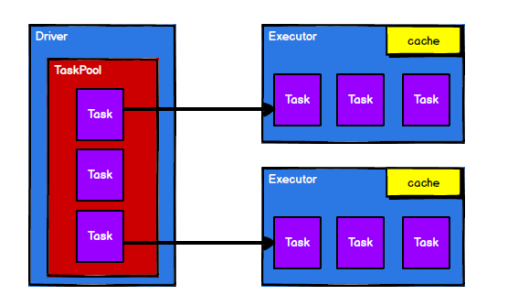 Driver
TaskPool
Task
Task
Task
Executor
cache
Task Task Task
Executor
cache
Task Task Task